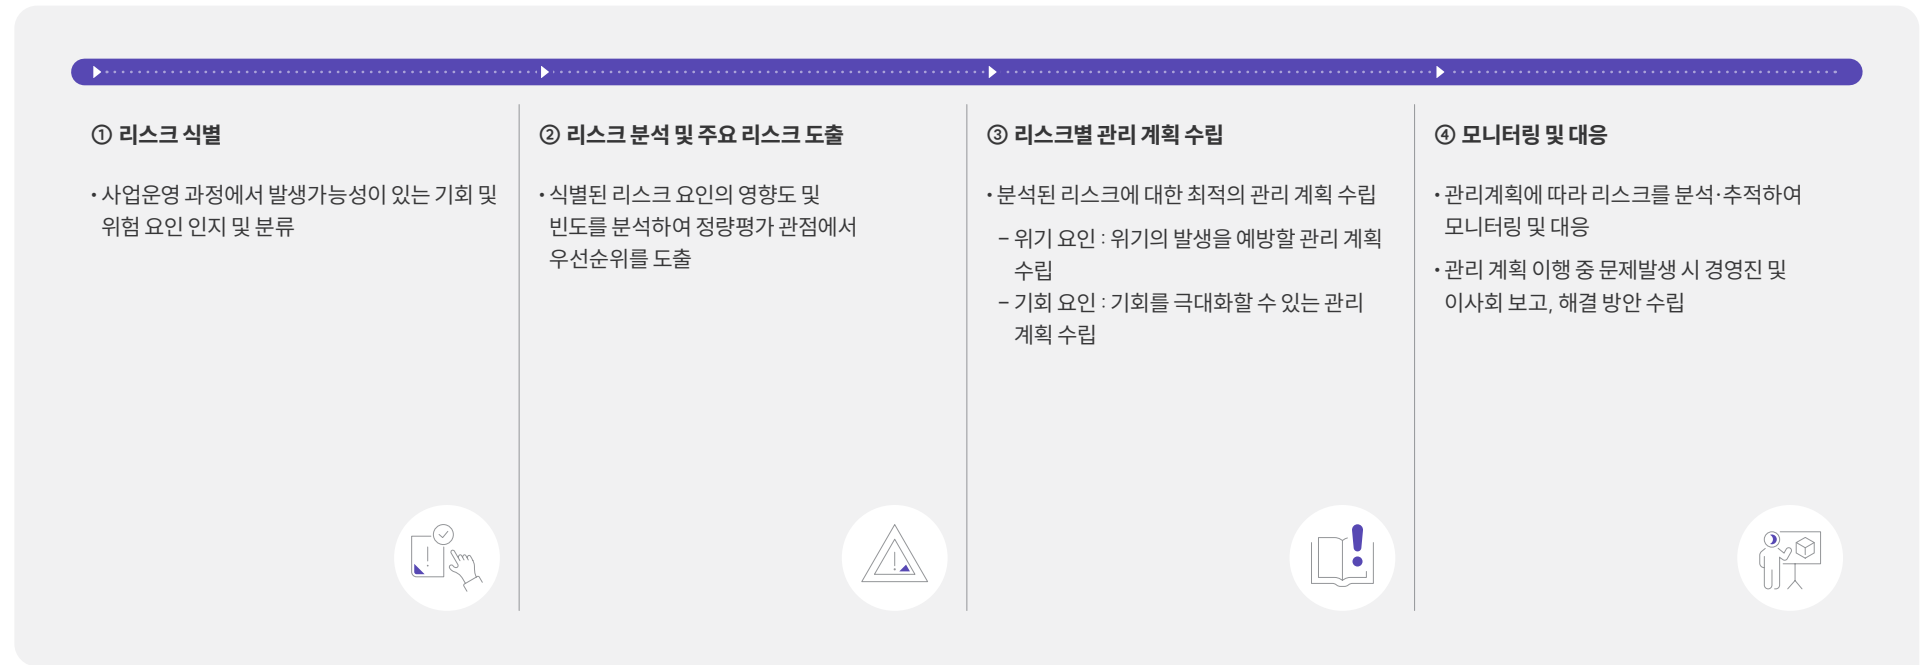 ① 리스크 식별
• 사업운영 과정에서 발생가능성이 있는 기회 및
위험 요인 인지 및 분류
② 리스크 분석 및 주요 리스크 도출
• 식별된 리스크 요인의 영향도 및
빈도를 분석하여 정량평가 관점에서
우선순위를 도출
③ 리스크별 관리 계획 수립
• 분석된 리스크에 대한 최적의 관리 계획 수립
– 위기 요인 : 위기의 발생을 예방할 관리 계획
수립
– 기회 요인 : 기회를 극대화할 수 있는 관리
계획 수립
④ 모니터링 및 대응
• 관리계획에 따라 리스크를 분석·추적하여
모니터링 및 대응
• 관리 계획 이행 중 문제발생 시 경영진 및
이사회 보고, 해결 방안 수립